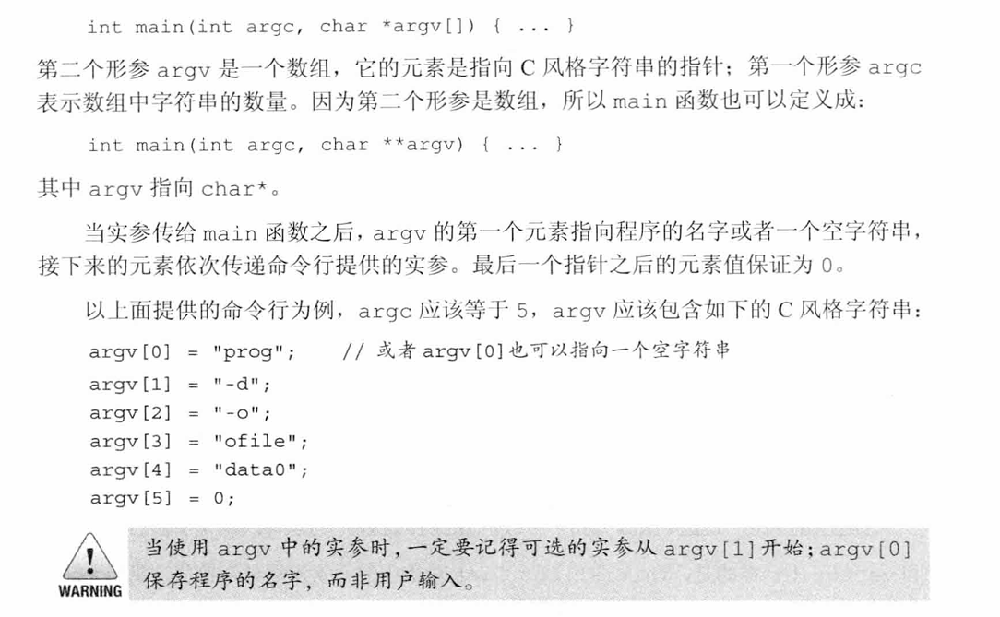 int main(int argc, char *argv[]) { ... }
第二个形参 argv 是一个数组，它的元素是指向 C 风格字符串的指针；第一个形参 argc
表示数组中字符串的数量。因为第二个形参是数组，所以 main 函数也可以定义成：
int main(int argc, char **argv) { ... }
其中 argv 指向 char*。
当实参传给 main 函数之后，argv 的第一个元素指向程序的名字或者一个空字符串，
接下来的元素依次传递命令行提供的实参。最后一个指针之后的元素值保证为 0。
以上面提供的命令行为例，argc 应该等于 5，argv 应该包含如下的 C 风格字符串：
argv[0] = "prog";    // 或者 argv[0]也可以指向一个空字符串
argv[1] = "-d";
argv[2] = "-o";
argv[3] = "ofile";
argv[4] = "data0";
argv[5] = 0;
当使用 argv 中的实参时，一定要记得可选的实参从 argv[1]开始；argv[0]
保存程序的名字，而非用户输入。
WARNING